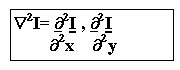 ∇²I= ∂²I , ∂²I
∂²x ∂²y